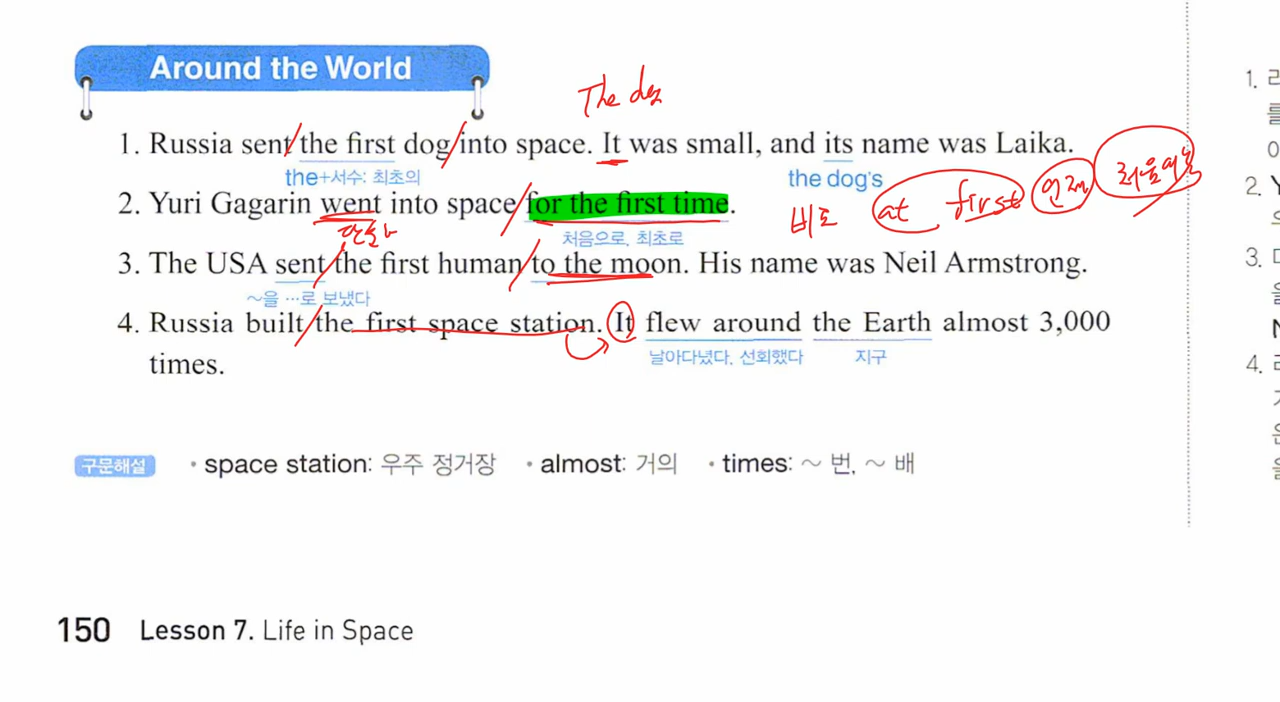 Around the World
The dog
1. Russia sent the first dog into space. It was small, and its name was Laika.
the+서수: 최초의
the dog's
2. Yuri Gagarin went into space for the first time.
처음으로, 최초로
비교 at first 처음에는
3. The USA sent the first human to the moon. His name was Neil Armstrong.
~을 …로 보냈다
4. Russia built the first space station. It flew around the Earth almost 3,000
날아다녔다, 선회했다
지구
times.
구문해설 • space station: 우주 정거장 • almost: 거의 • times: ~ 번, ~ 배
150 Lesson 7. Life in Space
1.
2.
3.
4.